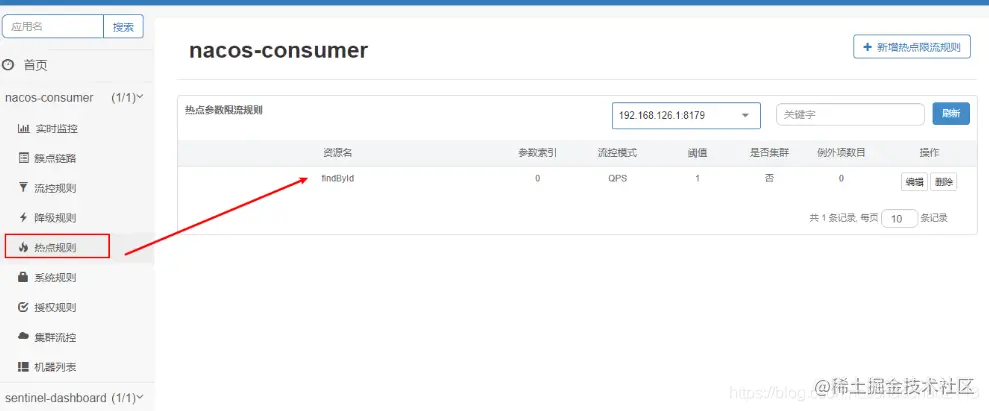 应用名 搜索
首页
nacos-consumer (1/1)
实时监控
簇点链路
流控规则
降级规则
热点规则
系统规则
授权规则
集群流控
机器列表
sentinel-dashboard (1/1)
nacos-consumer
新增热点限流规则
热点参数限流规则
192.168.126.1:8179 关键字 刷新
资源名 参数索引 流控模式 阈值 是否集群 例外项数目 操作
findById 0 QPS 1 否 0 编辑 删除
共 1 条记录, 每页 10 条记录
@稀土掘金技术社区